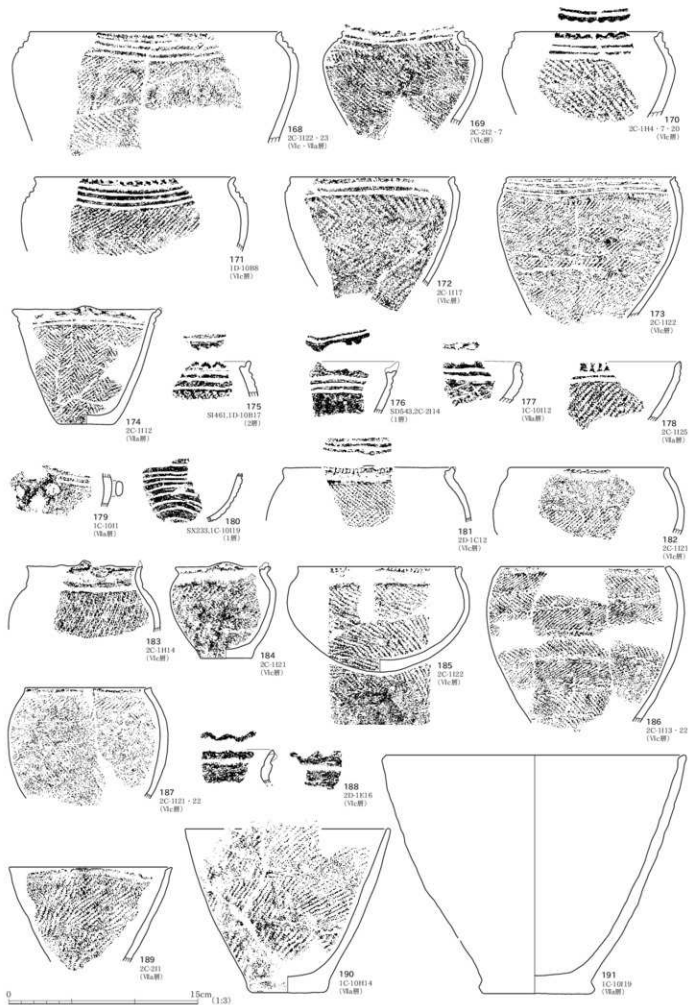 168
2C-1I22・23
(Ⅵc・Ⅶa層)
169
2C-2I2・7
(Ⅵc層)
170
2C-1H4・7・20
(Ⅵc層)
171
1D-10B8
(Ⅵc層)
172
2C-1I17
(Ⅵc層)
173
2C-1I22
(Ⅵc層)
174
2C-1I12
(Ⅶa層)
175
SI461,1D-10H17
(2層)
176
SD543,2C-2I14
(1層)
177
1C-10I12
(Ⅵc層)
178
2C-1I25
(Ⅶa層)
179
1C-10I1
(Ⅶa層)
180
SX233,1C-10I19
(1層)
181
2D-1C12
(Ⅵc層)
182
2C-1I21
(Ⅵc層)
183
2C-1H14
(Ⅵc層)
184
2C-1I21
(Ⅵc層)
185
2C-1I22
(Ⅵc層)
186
2C-1I13・22
(Ⅵc層)
187
2C-1I21・22
(Ⅵc層)
188
2D-1E16
(Ⅵc層)
189
2C-2I1
(Ⅶa層)
190
1C-10H14
(Ⅶa層)
191
1C-10I19
(Ⅶa層)
0 15cm (1:3)